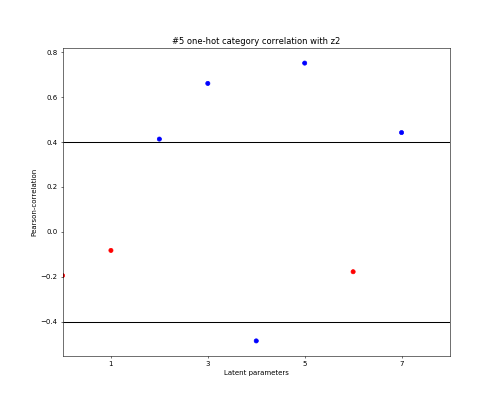 #5 one-hot category correlation with z2
0.8
0.6
0.4
0.2
0.0
−0.2
−0.4
Pearson-correlation
1 3 5 7
Latent parameters